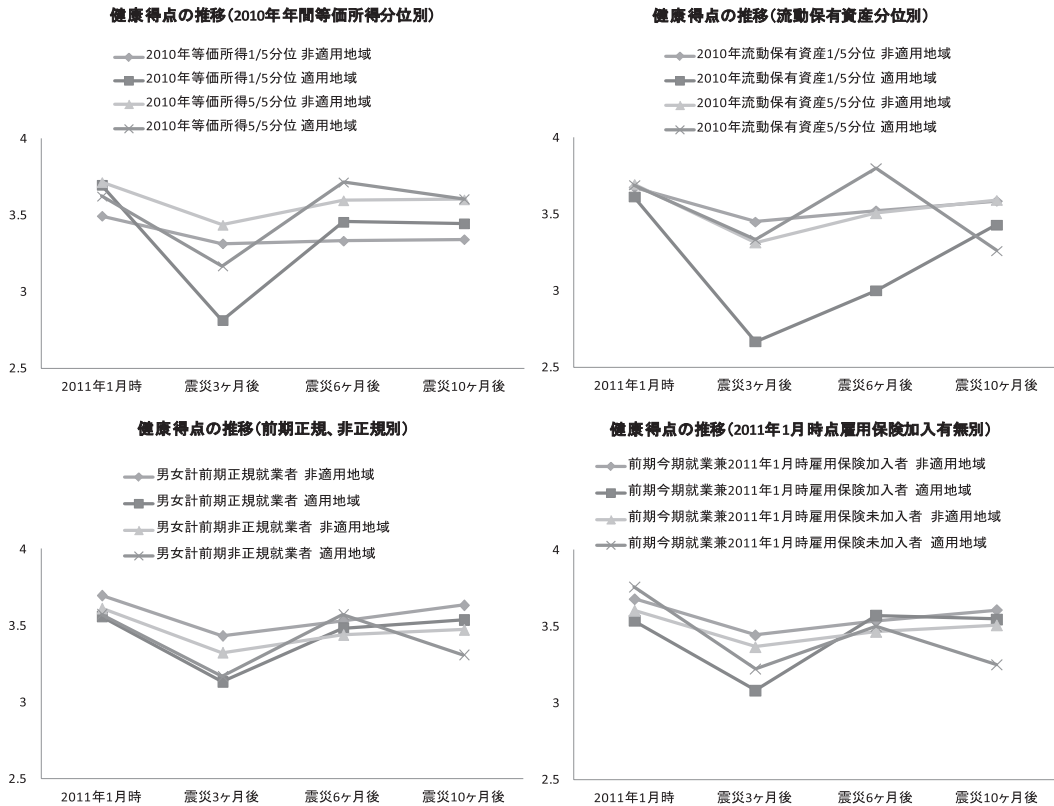 健康得点の推移(2010年年間等価所得分位別)
2010年等価所得1/5分位 非適用地域
2010年等価所得1/5分位 適用地域
2010年等価所得5/5分位 非適用地域
2010年等価所得5/5分位 適用地域
4
3.5
3
2.5
2011年1月時 震災3ヶ月後 震災6ヶ月後 震災10ヶ月後
健康得点の推移(流動保有資産分位別)
2010年流動保有資産1/5分位 非適用地域
2010年流動保有資産1/5分位 適用地域
2010年流動保有資産5/5分位 非適用地域
2010年流動保有資産5/5分位 適用地域
4
3.5
3
2.5
2011年1月時 震災3ヶ月後 震災6ヶ月後 震災10ヶ月後
健康得点の推移(前期正規、非正規別)
男女計前期正規就業者 非適用地域
男女計前期正規就業者 適用地域
男女計前期非正規就業者 非適用地域
男女計前期非正規就業者 適用地域
4
3.5
3
2.5
2011年1月時 震災3ヶ月後 震災6ヶ月後 震災10ヶ月後
健康得点の推移(2011年1月時点雇用保険加入有無別)
前期今期就業兼2011年1月時雇用保険加入者 非適用地域
前期今期就業兼2011年1月時雇用保険加入者 適用地域
前期今期就業兼2011年1月時雇用保険未加入者 非適用地域
前期今期就業兼2011年1月時雇用保険未加入者 適用地域
4
3.5
3
2.5
2011年1月時 震災3ヶ月後 震災6ヶ月後 震災10ヶ月後